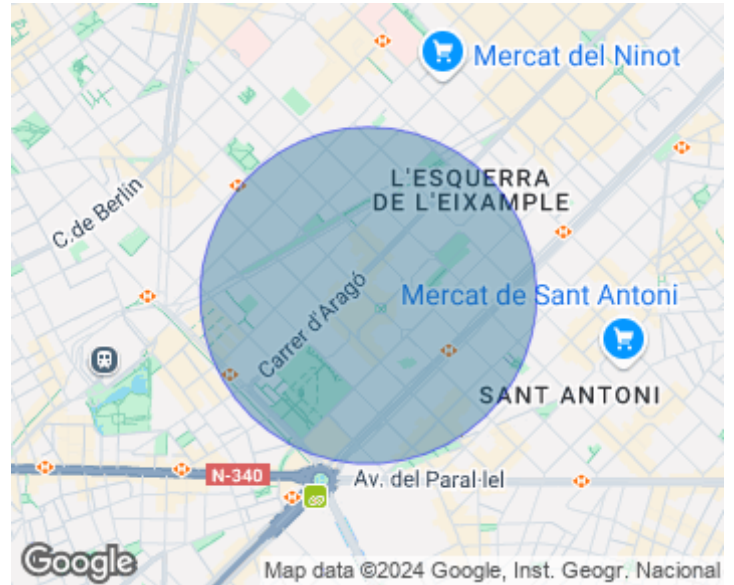 Mercat del Ninot
L'ESQUERRA
DE L'EIXAMPLE
C.de Berlín
Carrer d'Aragó
Mercat de Sant Antoni
SANT ANTONI
N-340
Av. del Paral·lel
Google
Map data ©2024 Google, Inst. Geogr. Nacional